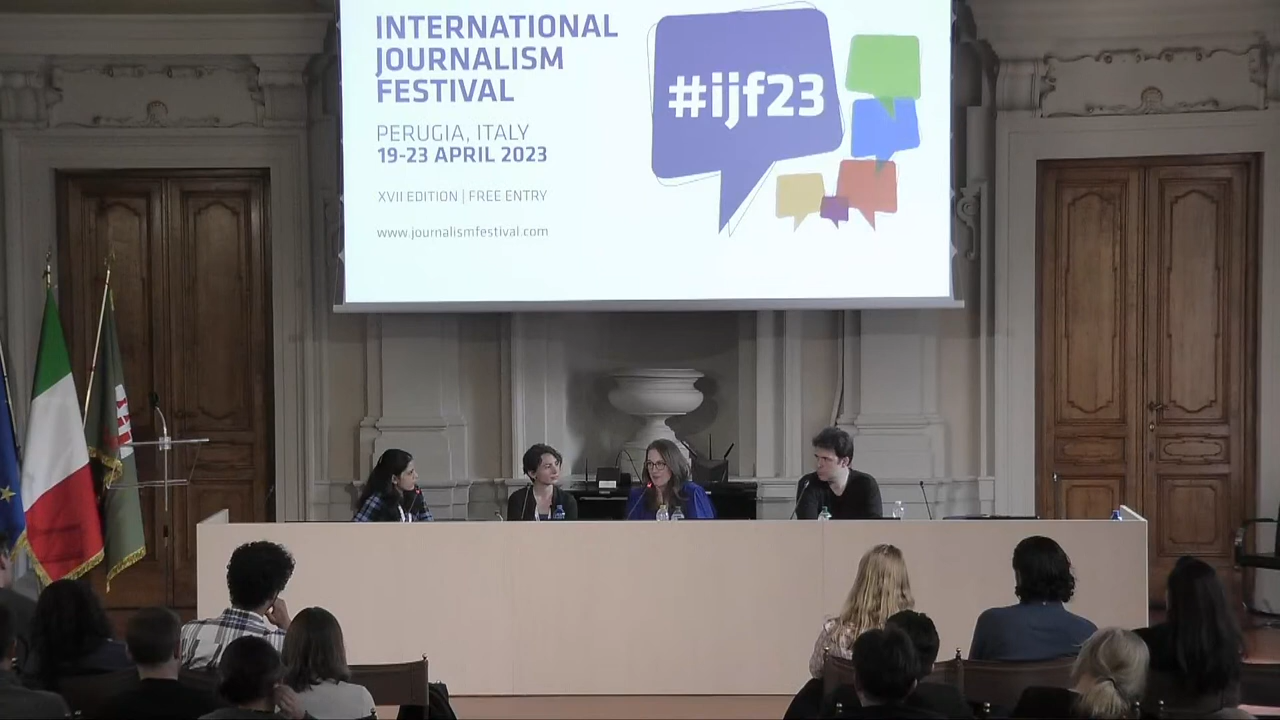 INTERNATIONAL
JOURNALISM
FESTIVAL
PERUGIA, ITALY
19-23 APRIL 2023
XVII EDITION | FREE ENTRY
www.journalismfestival.com
#ijf23